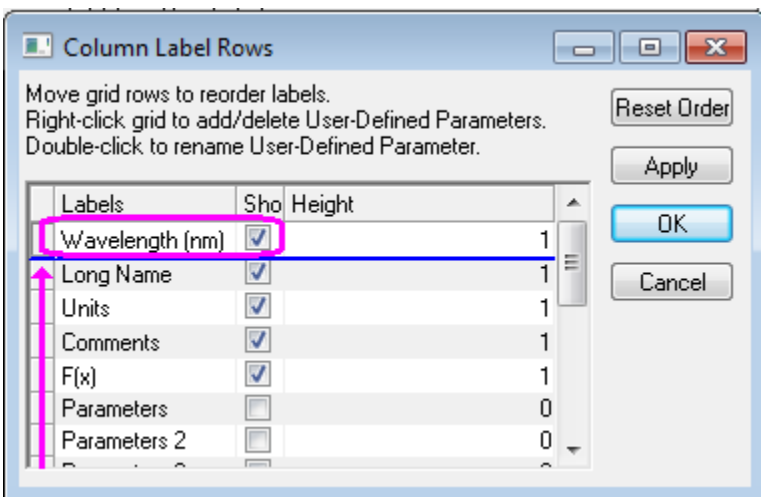 Column Label Rows
Move grid rows to reorder labels.
Right-click grid to add/delete User-Defined Parameters.
Double-click to rename User-Defined Parameter.
Reset Order
Apply
OK
Cancel
Labels Sho Height
Wavelength (nm) 1
Long Name 1
Units 1
Comments 1
F(x) 1
Parameters 0
Parameters 2 0